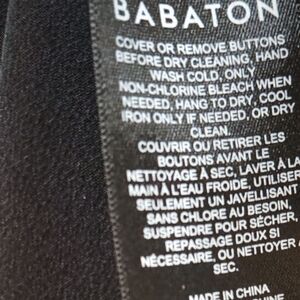 BABATON
COVER OR REMOVE BUTTONS
BEFORE DRY CLEANING, HAND
WASH COLD, ONLY
NON-CHLORINE BLEACH WHEN
NEEDED, HANG TO DRY, COOL
IRON ONLY IF NEEDED, OR DRY
CLEAN.
COUVRIR OU RETIRER LES
BOUTONS AVANT LE
NETTOYAGE À SEC, LAVER À LA
MAIN À L'EAU FROIDE, UTILISER
SEULEMENT UN JAVELLISANT
SANS CHLORE AU BESOIN,
SUSPENDRE POUR SÉCHER,
REPASSAGE DOUX SI
NÉCESSAIRE, OU NETTOYER À
SEC.
MADE IN CHINA